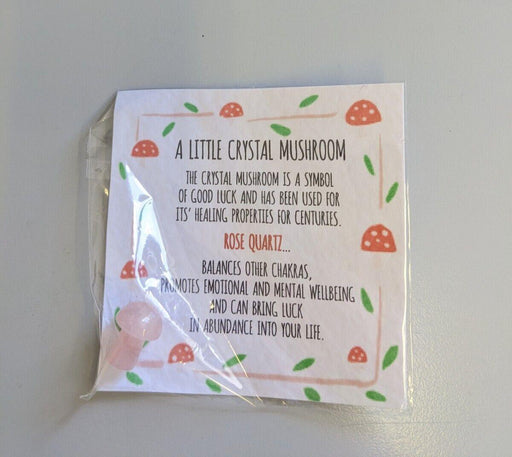 A LITTLE CRYSTAL MUSHROOM
THE CRYSTAL MUSHROOM IS A SYMBOL
OF GOOD LUCK AND HAS BEEN USED FOR
ITS' HEALING PROPERTIES FOR CENTURIES.
ROSE QUARTZ...
BALANCES OTHER CHAKRAS,
PROMOTES EMOTIONAL AND MENTAL WELLBEING
AND CAN BRING LUCK
IN ABUNDANCE INTO YOUR LIFE.